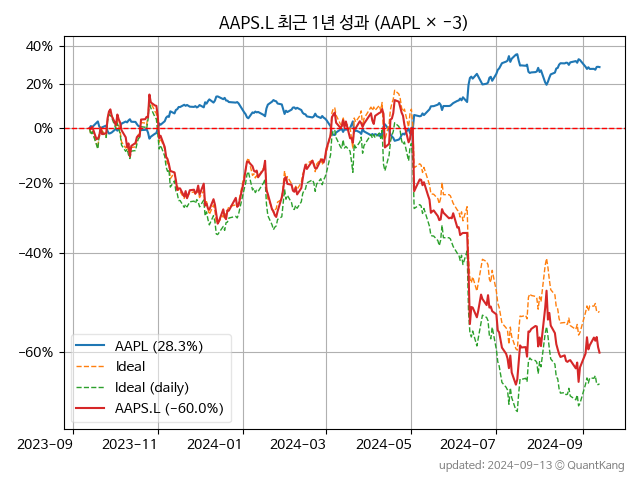 AAPS.L 최근 1년 성과 (AAPL × −3)
40%
20%
0%
−20%
−40%
−60%
AAPL (28.3%)
Ideal
Ideal (daily)
AAPS.L (−60.0%)
2023-09
2023-11
2024-01
2024-03
2024-05
2024-07
2024-09
updated: 2024-09-13 © QuantKang